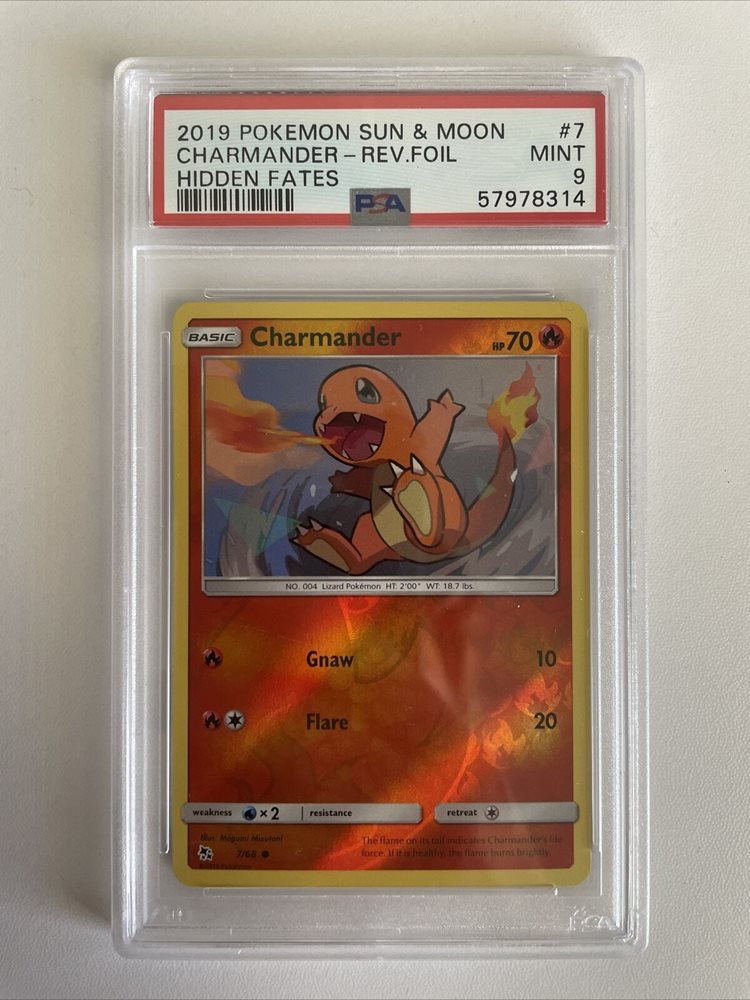 2019 POKEMON SUN & MOON #7
CHARMANDER - REV.FOIL MINT
HIDDEN FATES 9
PSA 57978314
BASIC Charmander HP 70
NO. 004 Lizard Pokémon HT: 2'00" WT: 18.7 lbs.
Gnaw 10
Flare 20
weakness ×2 resistance retreat
Illus. Megumi Mizutani
The flame on its tail indicates Charmander's life
7/68
force. If it is healthy, the flame burns brightly.
PSA